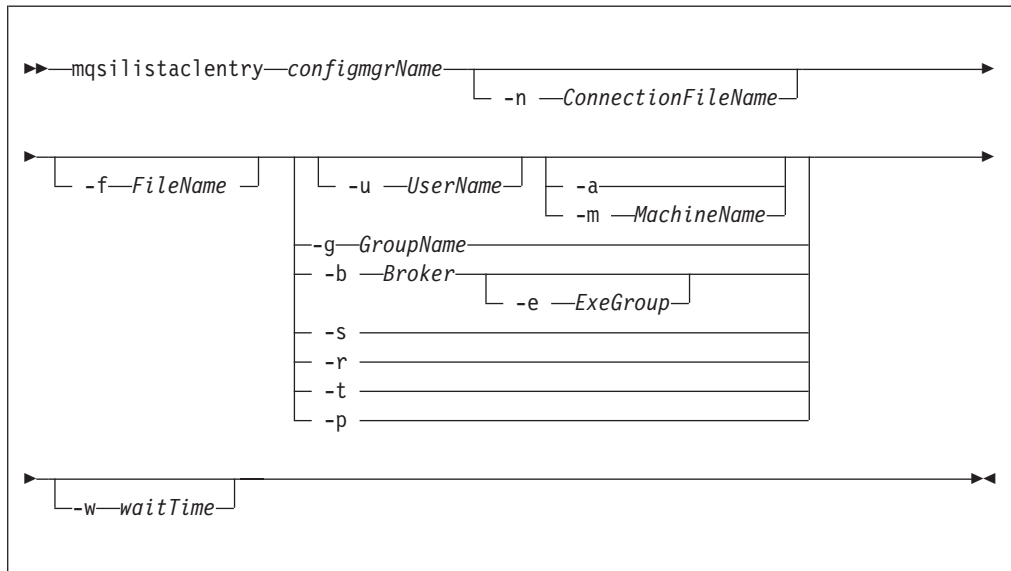 mqsilistaclentry configmgrName
-n ConnectionFileName
-f FileName
-u UserName
-a
-m MachineName
-g GroupName
-b Broker
-e ExeGroup
-s
-r
-t
-p
-w waitTime